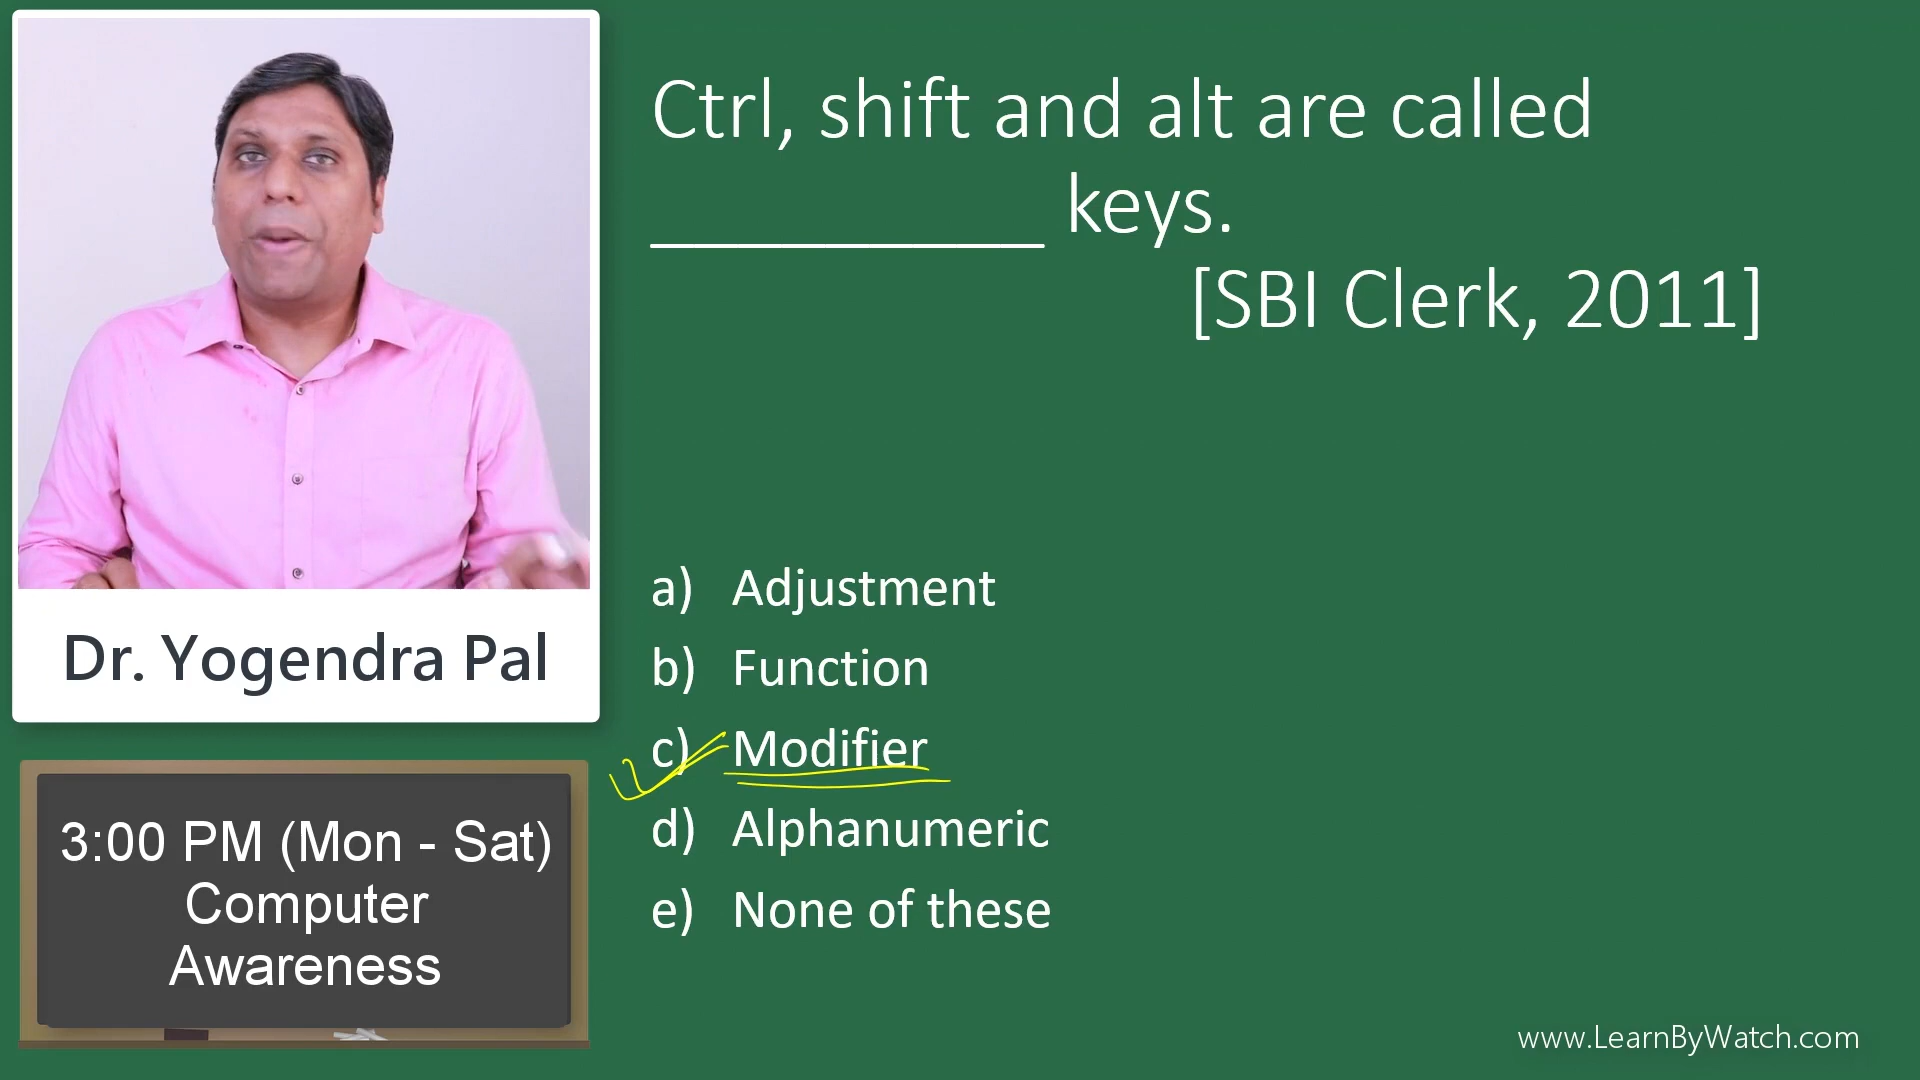 Ctrl, shift and alt are called
_________ keys.
[SBI Clerk, 2011]
a) Adjustment
b) Function
c) Modifier
d) Alphanumeric
e) None of these
Dr. Yogendra Pal
3:00 PM (Mon - Sat)
Computer
Awareness
www.LearnByWatch.com